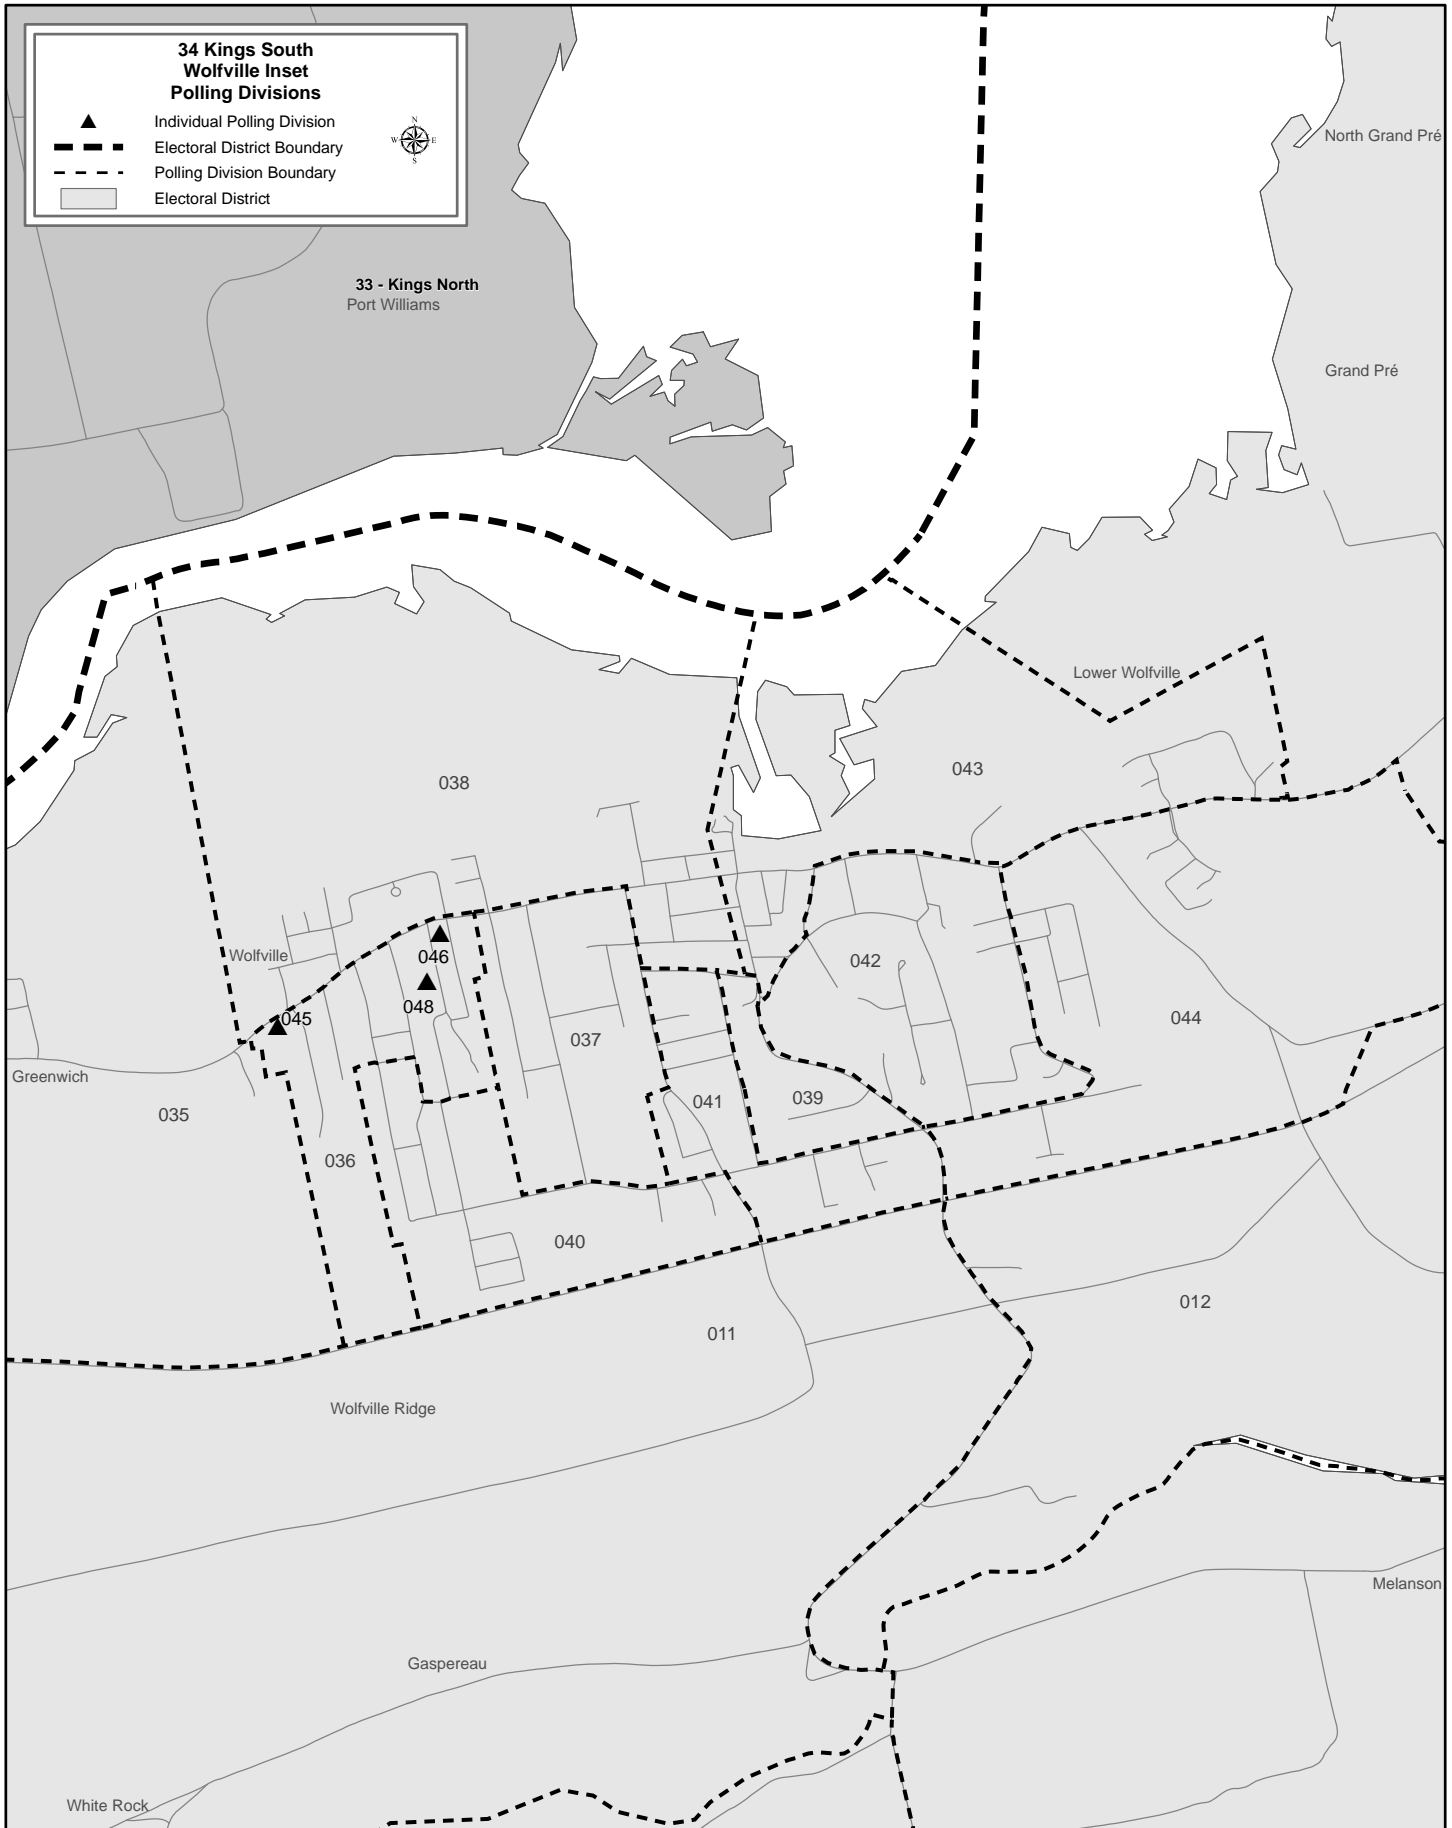 34 Kings South
Wolfville Inset
Polling Divisions
Individual Polling Division
Electoral District Boundary
Polling Division Boundary
Electoral District
N
W E
S
North Grand Pré
33 - Kings North
Port Williams
Grand Pré
Lower Wolfville
043
038
046
Wolfville
042
048
045
044
037
Greenwich
039
041
035
036
040
012
011
Wolfville Ridge
Melanson
Gaspereau
White Rock